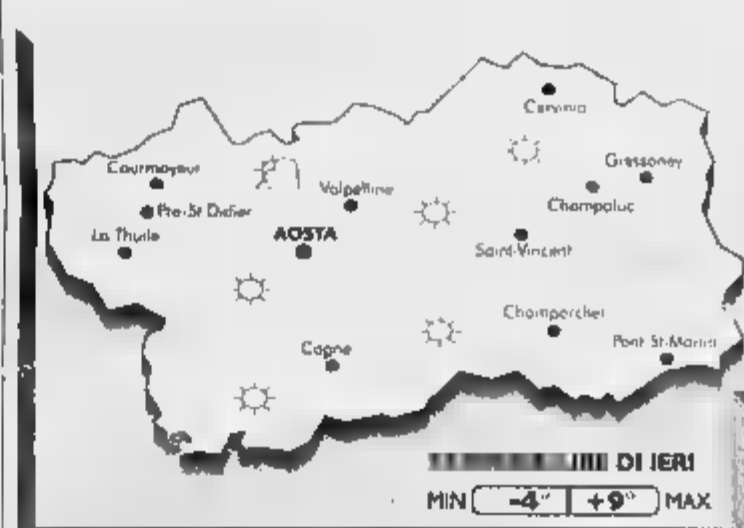 Cervinia
Courmayeur
Gressoney
Valpelline
Champoluc
Pre-St Didier
La Thuile
AOSTA
Saint-Vincent
Champorcher
Pont St-Martin
Cogne
DI IERI
MIN -4° +9° MAX